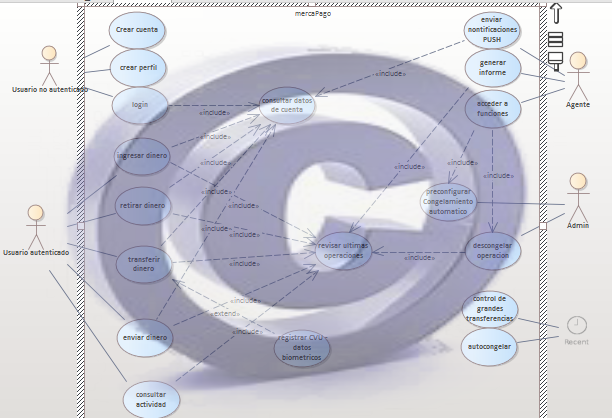 mercaPago
Crear cuenta
crear perfil
login
ingresar dinero
retirar dinero
transferir
dinero
enviar dinero
consultar
actividad
Usuario no autenticado
Usuario autenticado
consultar datos
de cuenta
revisar ultimas
operaciones
registrar CVU -
datos
biometricos
enviar
nontificaciones
PUSH
generar
informe
acceder a
funciones
preconfigurar
Congelamiento
automatico
descongelar
operacion
control de
grandes
transferencias
autocongelar
Agente
Admin
Recent
«include»
«include»
«include»
«include»
«include»
«include»
«include»
«include»
«include»
«include»
«extend»
«include»
«include»
«include»
«include»
«include»